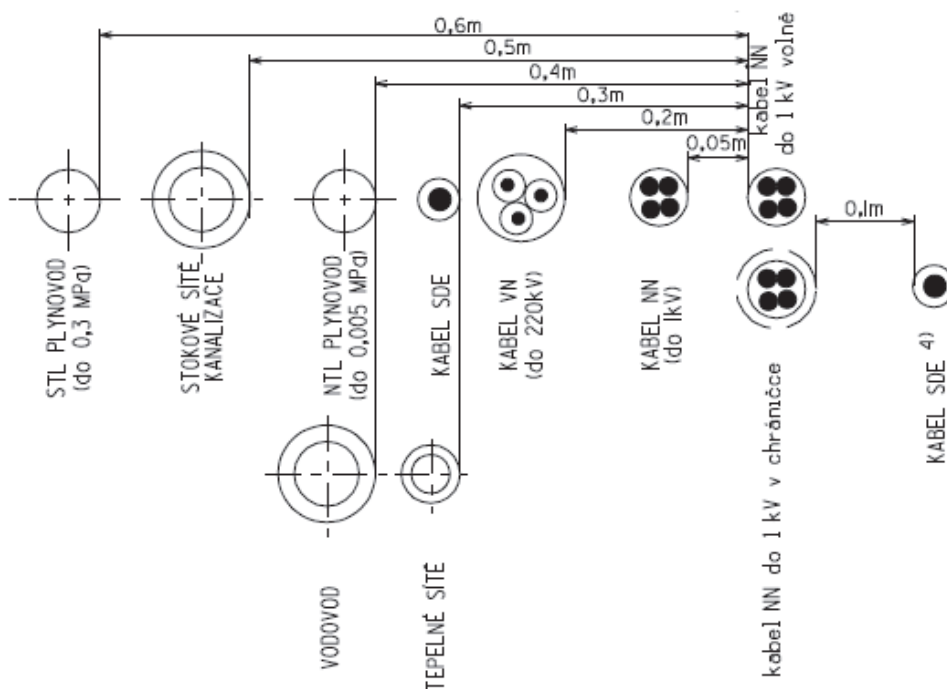 0,6m
0,5m
0,4m
0,3m
0,2m
0,05m
kabel NN
do 1 kV volně
0,1m
STL PLYNOVOD
(do 0,3 MPa)
STOKOVÉ SÍTĚ
KANALIZACE
NTL PLYNOVOD
(do 0,005 MPa)
KABEL SDE
KABEL VN
(do 220kV)
KABEL NN
(do 1kV)
kabel NN do 1 kV v chráničce
KABEL SDE 4)
VODOVOD
TEPELNÉ SÍTĚ